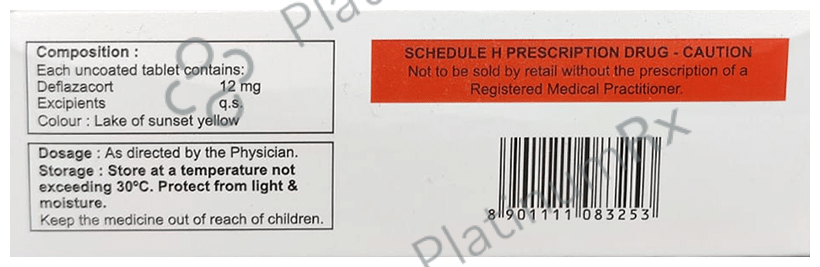 Composition :
Each uncoated tablet contains:
Deflazacort 12 mg
Excipients q.s.
Colour : Lake of sunset yellow
Dosage : As directed by the Physician.
Storage : Store at a temperature not
exceeding 30ºC. Protect from light &
moisture.
Keep the medicine out of reach of children.
SCHEDULE H PRESCRIPTION DRUG - CAUTION
Not to be sold by retail without the prescription of a
Registered Medical Practitioner.
8 901111 083253
PlatinumRx